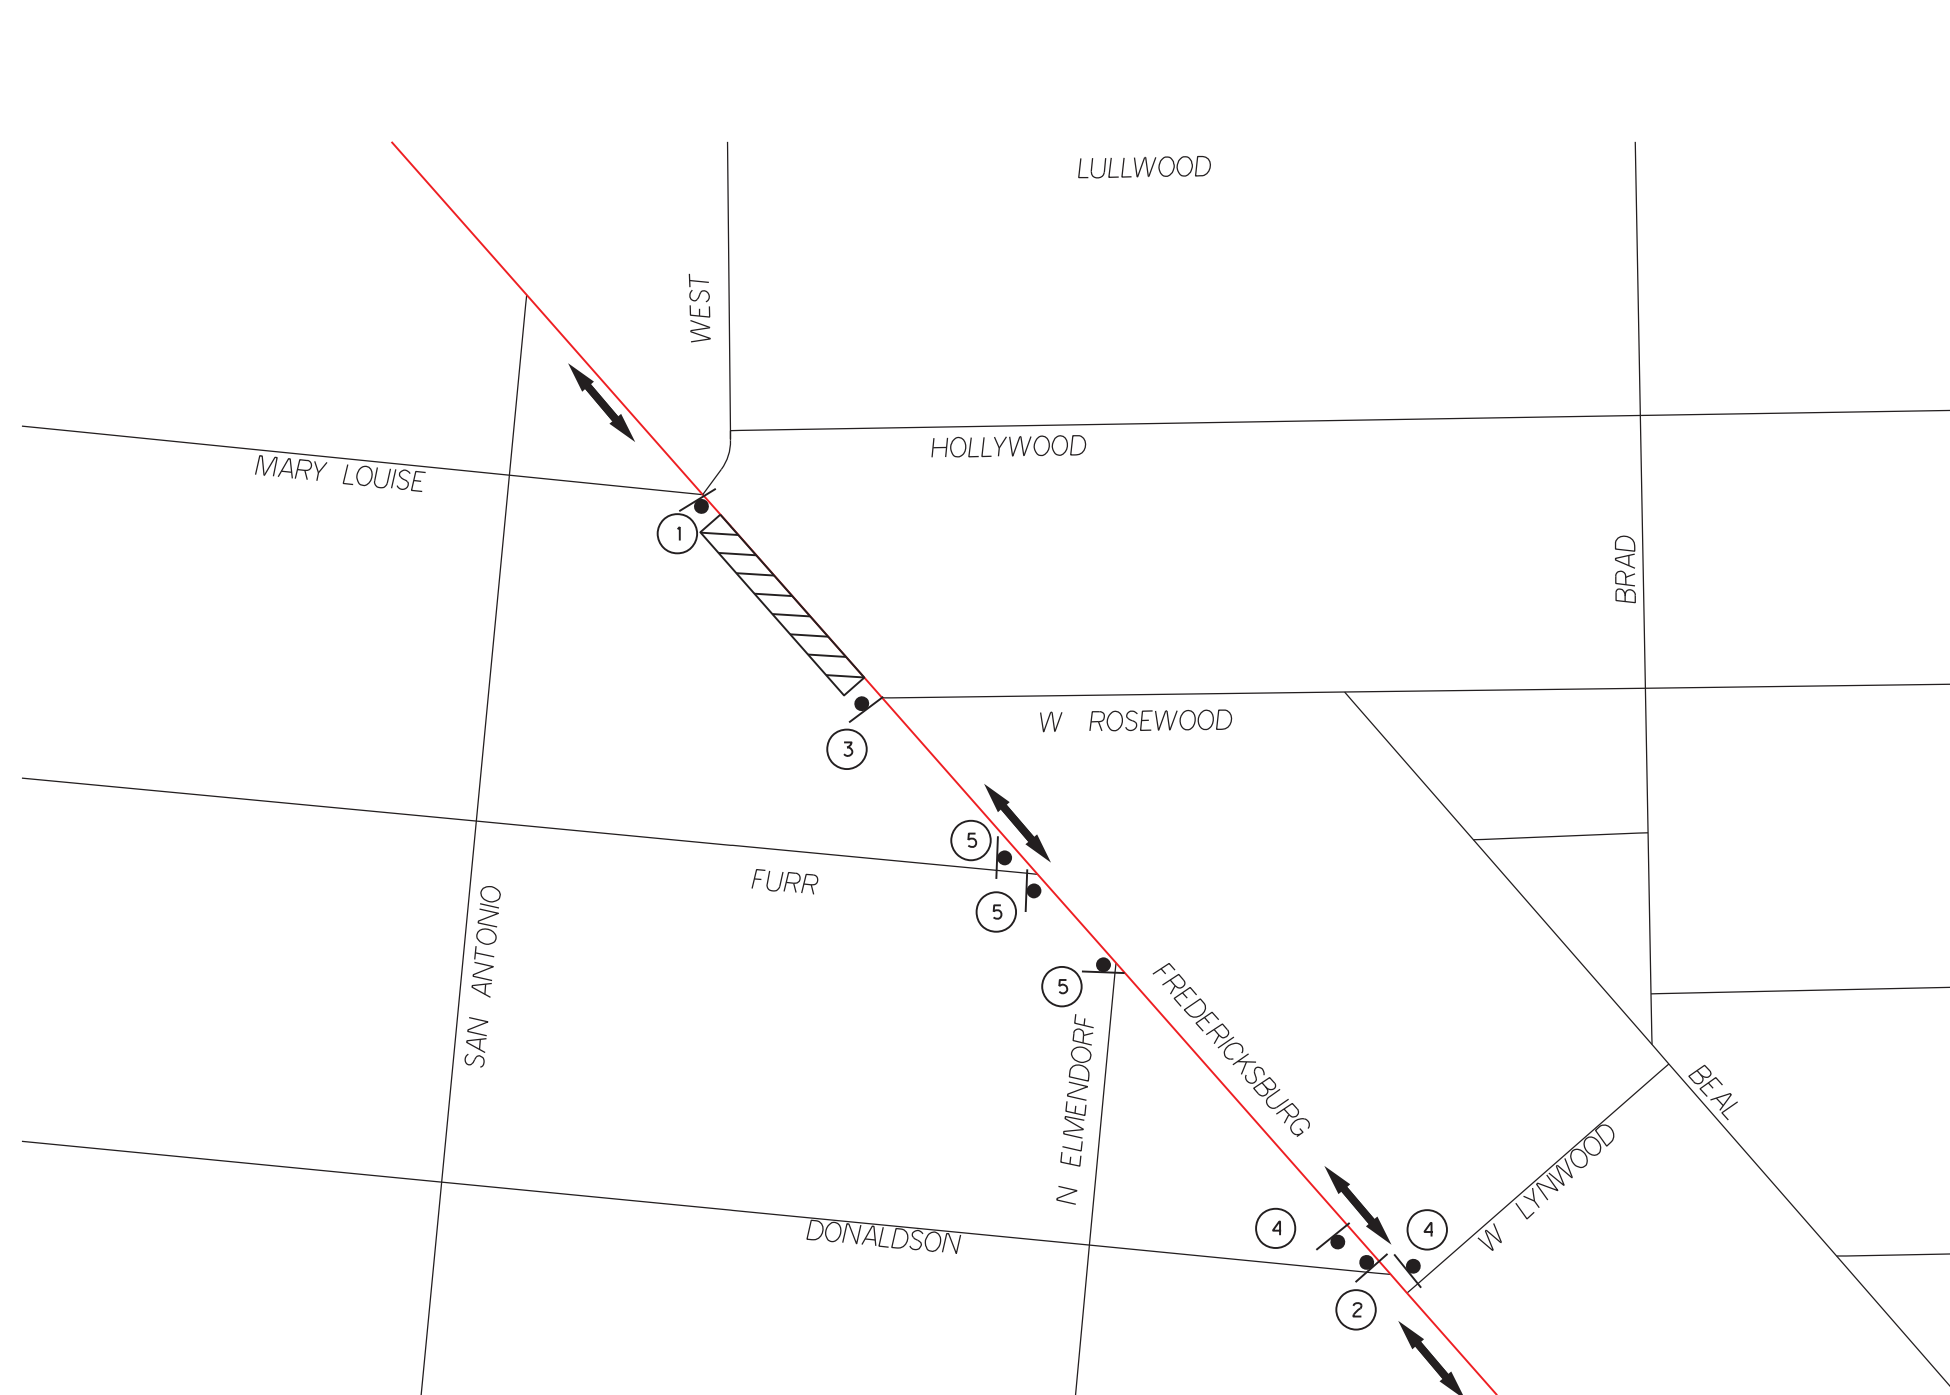 LULLWOOD
WEST
HOLLYWOOD
MARY LOUISE
1
BRAD
W ROSEWOOD
3
5
FURR
5
SAN ANTONIO
5
FREDERICKSBURG
N ELMENDORF
BEAL
W LYNWOOD
4
4
DONALDSON
2